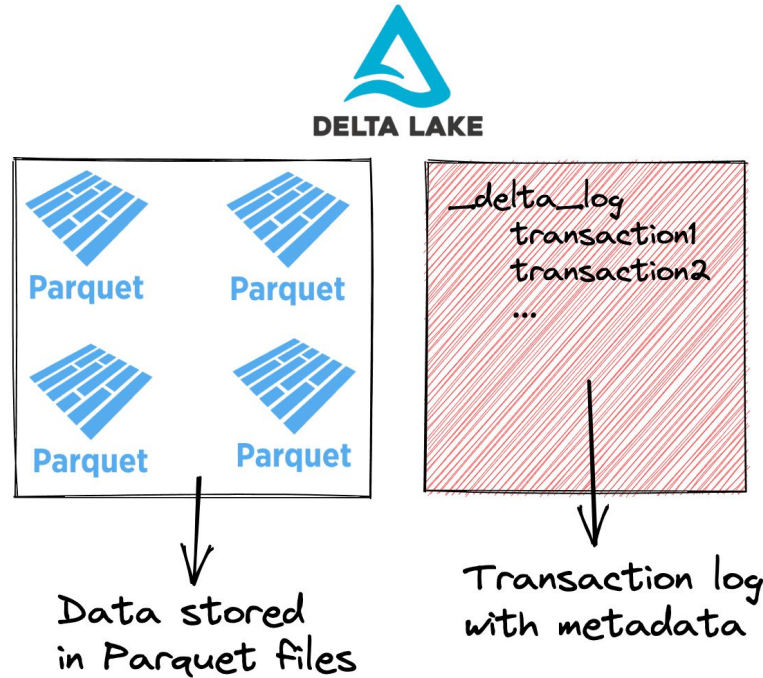 DELTA LAKE
Parquet
Parquet
Parquet
Parquet
Data stored
in Parquet files
_delta_log
transaction1
transaction2
...
Transaction log
with metadata